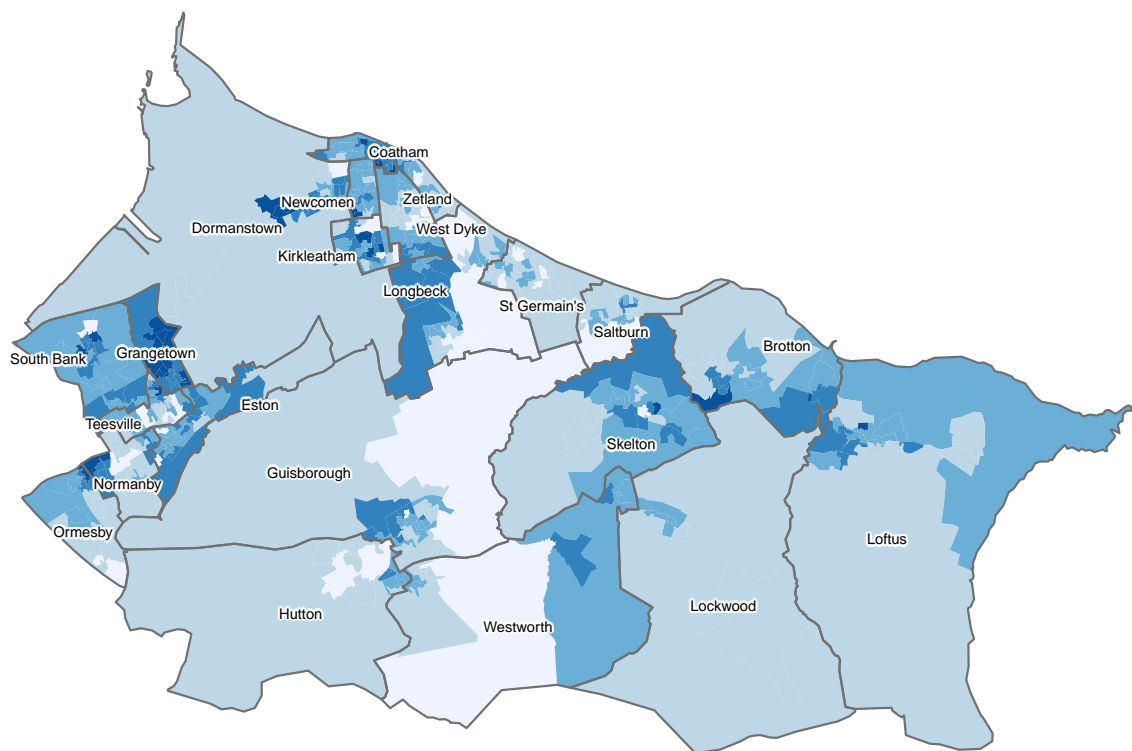 Coatham
Newcomen
Zetland
Dormanstown
West Dyke
Kirkleatham
Longbeck
St Germain's
Saltburn
Brotton
South Bank
Grangetown
Eston
Teesville
Skelton
Guisborough
Normanby
Ormesby
Loftus
Hutton
Lockwood
Westworth